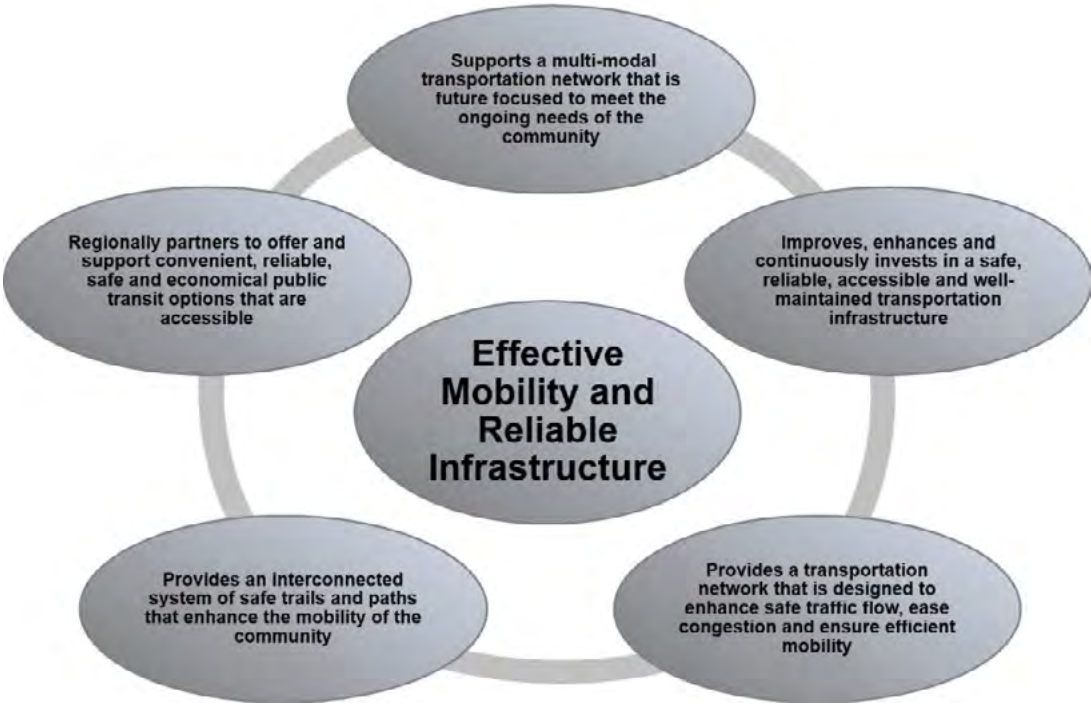 Supports a multi-modal
transportation network that is
future focused to meet the
ongoing needs of the
community
Regionally partners to offer and
support convenient, reliable,
safe and economical public
transit options that are
accessible
Improves, enhances and
continuously invests in a safe,
reliable, accessible and well-
maintained transportation
infrastructure
Effective
Mobility and
Reliable
Infrastructure
Provides an interconnected
system of safe trails and paths
that enhance the mobility of the
community
Provides a transportation
network that is designed to
enhance safe traffic flow, ease
congestion and ensure efficient
mobility